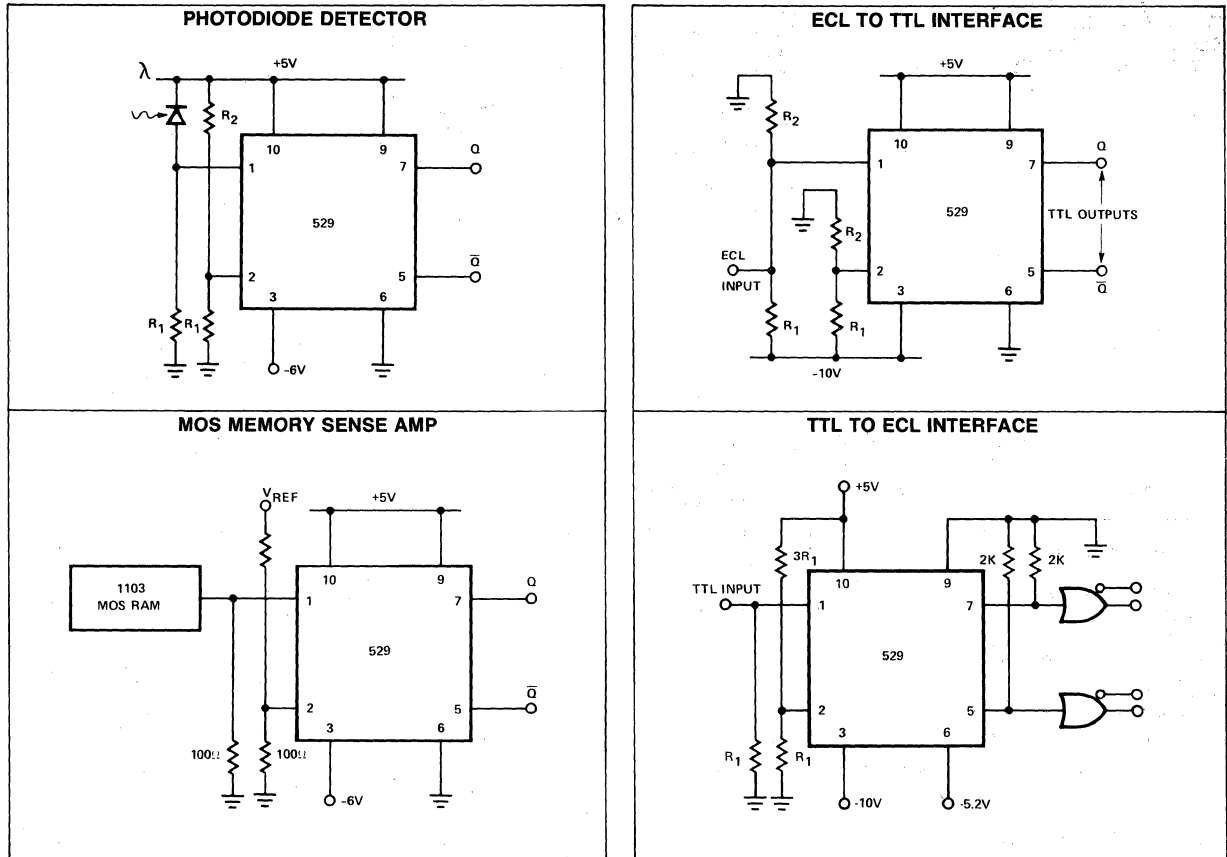 PHOTODIODE DETECTOR
λ
+5V
R2
10
9
1
7
Q
529
2
5
Q̅
3
6
R1
R1
-6V
ECL TO TTL INTERFACE
+5V
R2
10
9
1
7
Q
529
TTL OUTPUTS
R2
ECL
INPUT
2
5
Q̅
3
6
R1
R1
-10V
MOS MEMORY SENSE AMP
VREF
+5V
1103
MOS RAM
10
9
1
7
Q
529
2
5
Q̅
3
6
100Ω
100Ω
-6V
TTL TO ECL INTERFACE
+5V
3R1
2K
2K
10
9
TTL INPUT
1
7
529
2
5
3
6
R1
R1
-10V
-5.2V